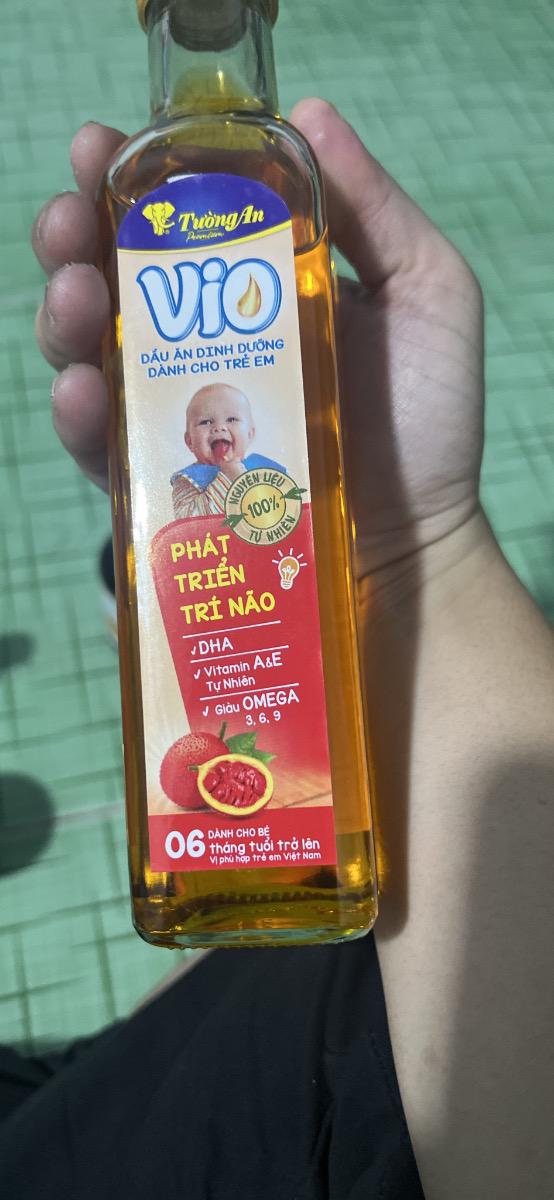 Tường An
Premium
ViO
DẦU ĂN DINH DƯỠNG
DÀNH CHO TRẺ EM
NGUYÊN LIỆU
100%
TỰ NHIÊN
PHÁT
TRIỂN
TRÍ NÃO
√ DHA
√ Vitamin A&E
Tự Nhiên
√ Giàu OMEGA
3, 6, 9
06 DÀNH CHO BÉ
tháng tuổi trở lên
Vị phù hợp trẻ em Việt Nam